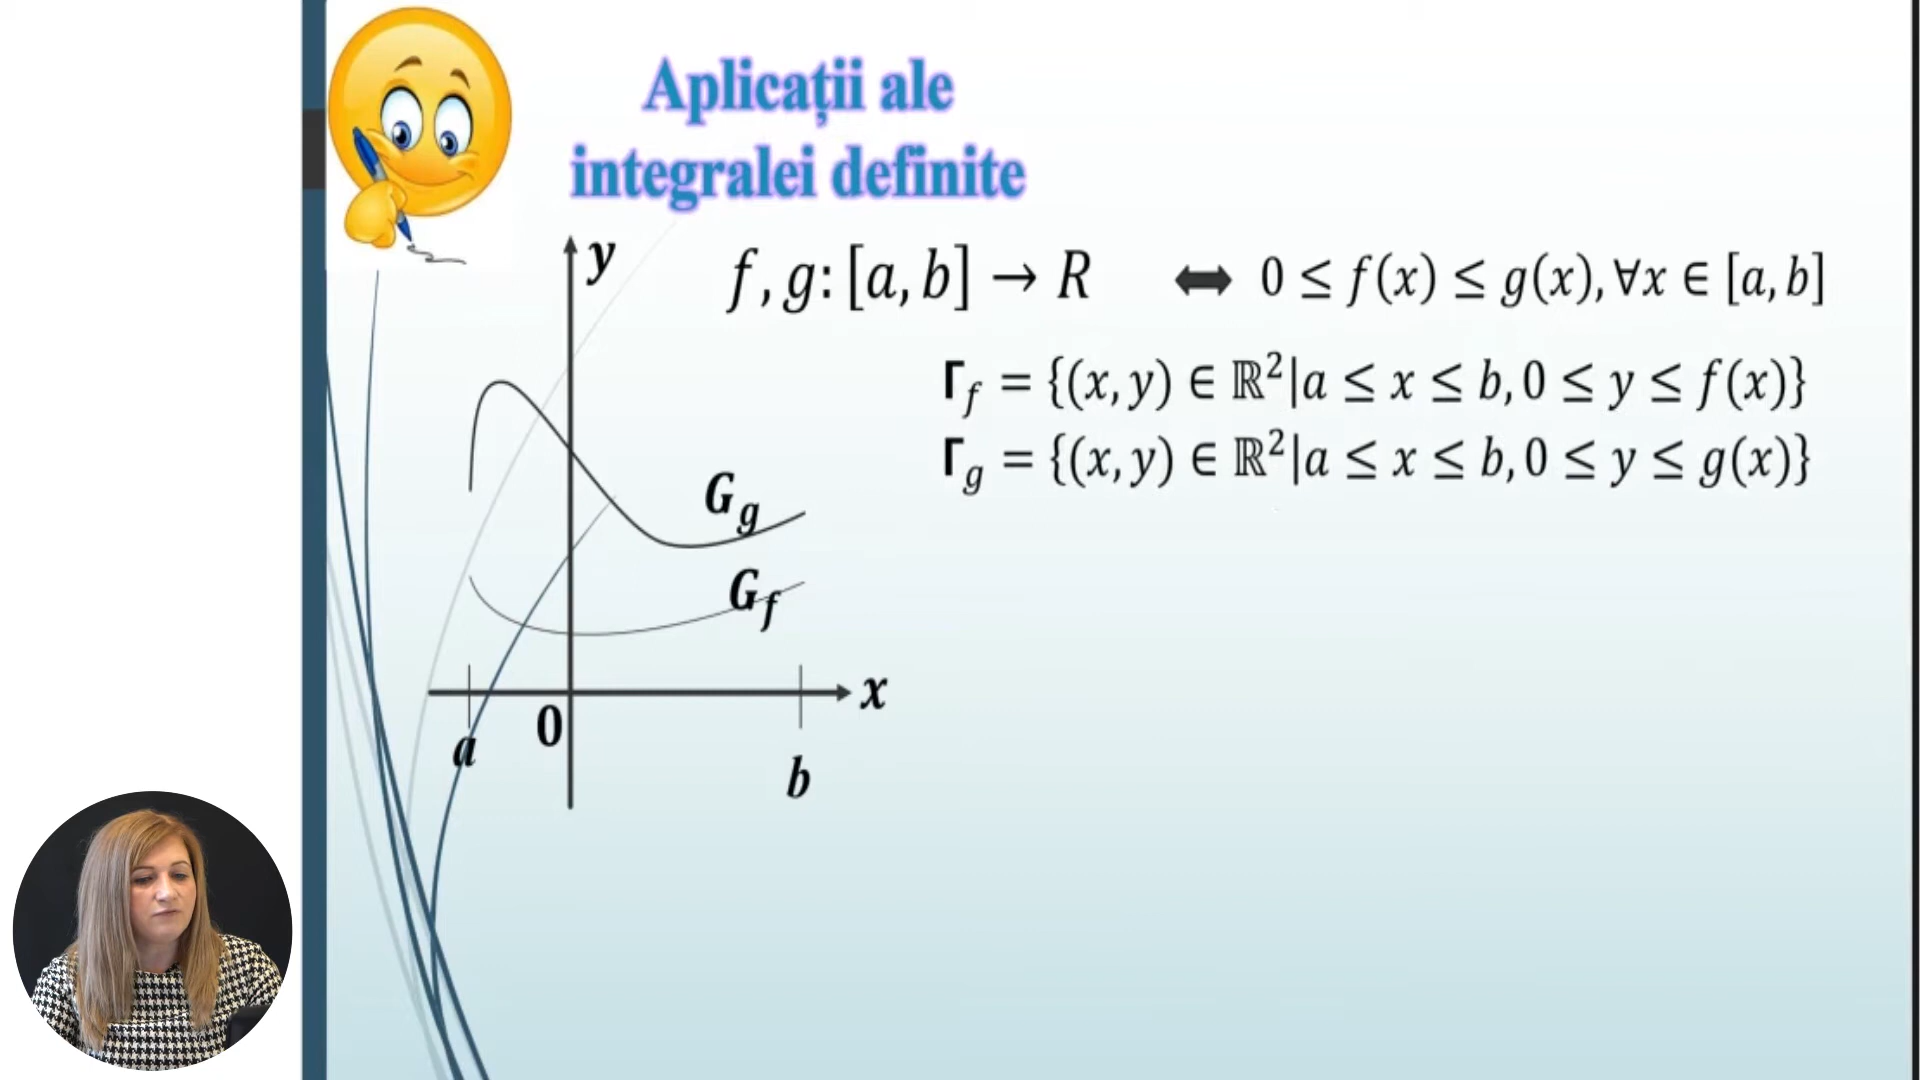 Aplicații ale
integralei definite
y
f, g: [a, b] → R ⬌ 0 ≤ f(x) ≤ g(x), ∀x ∈ [a, b]
Γ_f = {(x, y) ∈ ℝ²|a ≤ x ≤ b, 0 ≤ y ≤ f(x)}
Γ_g = {(x, y) ∈ ℝ²|a ≤ x ≤ b, 0 ≤ y ≤ g(x)}
G_g
G_f
x
0
a
b